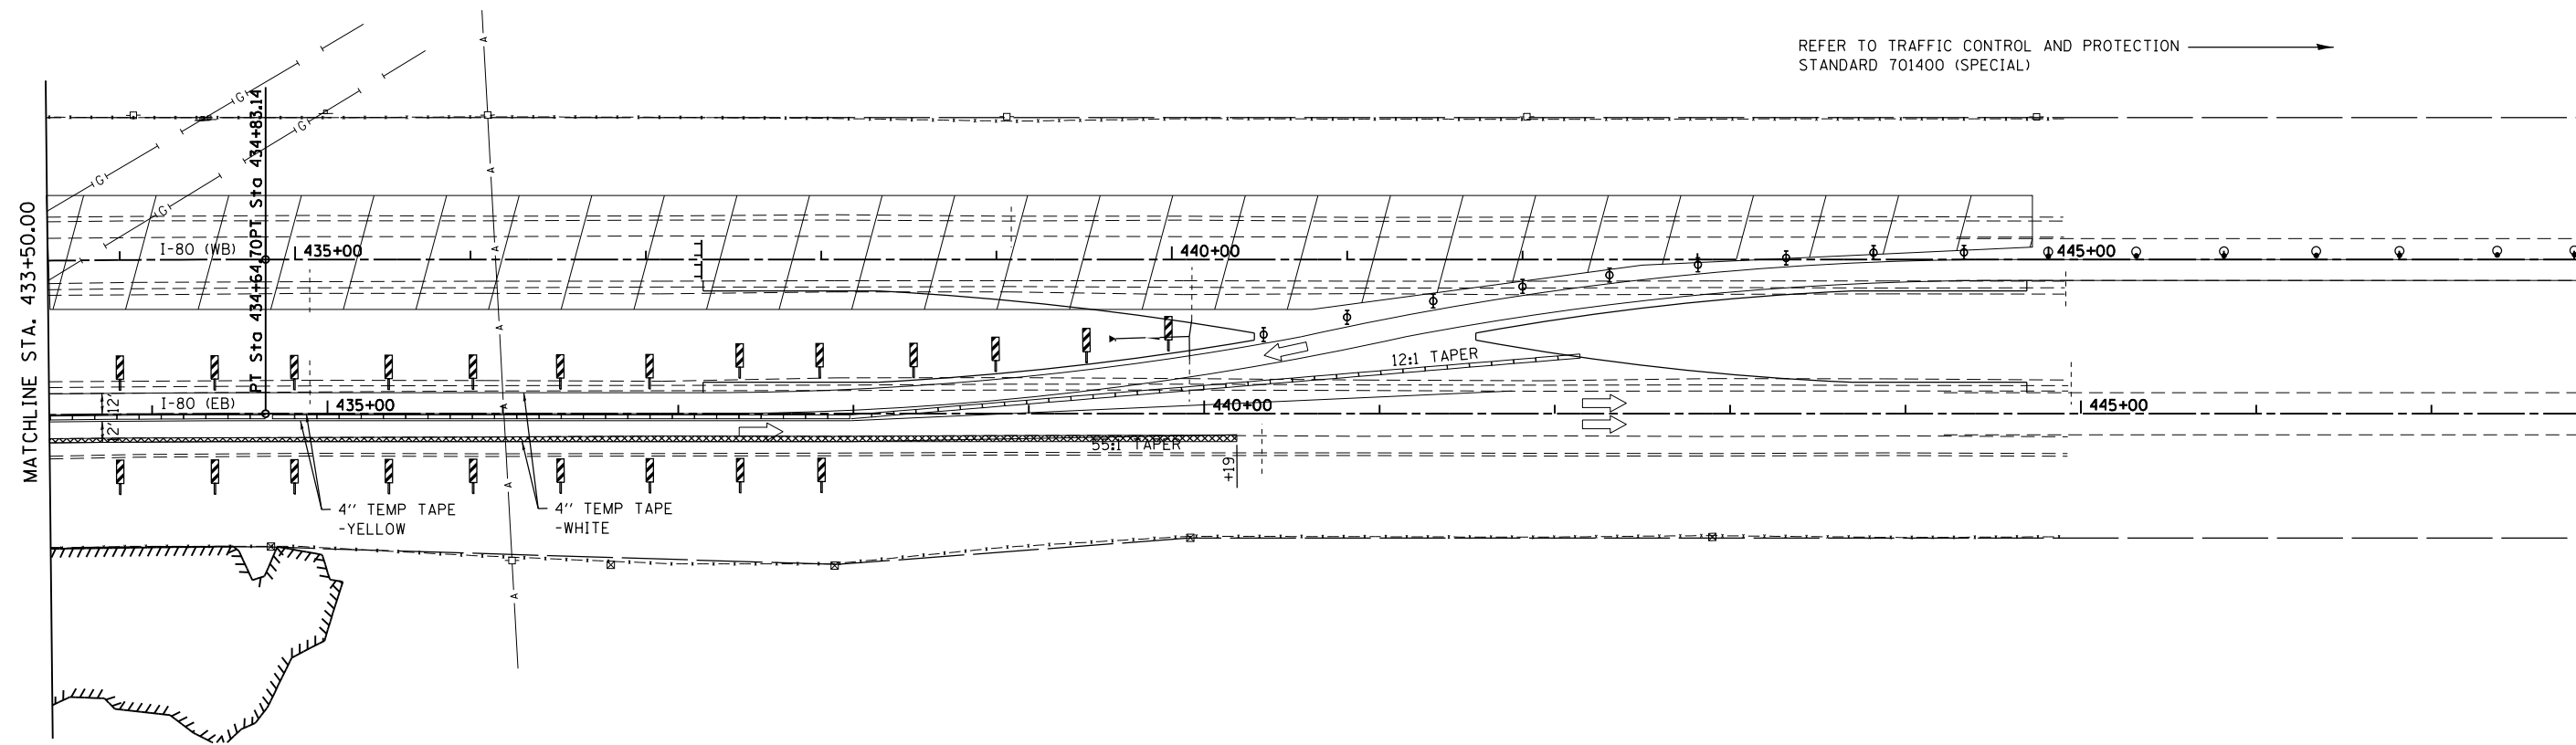 REFER TO TRAFFIC CONTROL AND PROTECTION
STANDARD 701400 (SPECIAL)
MATCHLINE STA. 433+50.00
PT Sta 434+64.70
PT Sta 434+83.14
G
G
G
G
A
A
A
A
A
A
A
I-80 (WB)
435+00
440+00
445+00
12:1 TAPER
I-80 (EB)
435+00
440+00
445+00
12'
12'
55:1 TAPER
+19
4'' TEMP TAPE
-YELLOW
4'' TEMP TAPE
-WHITE